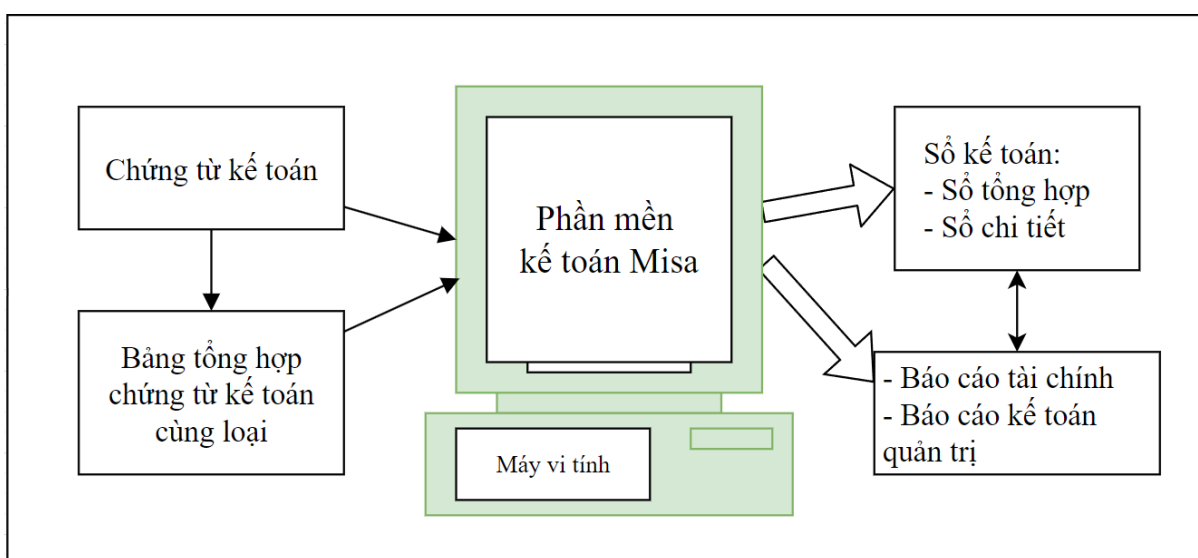 Chứng từ kế toán
Bảng tổng hợp
chứng từ kế toán
cùng loại
Phần mền
kế toán Misa
Máy vi tính
Sổ kế toán:
- Sổ tổng hợp
- Sổ chi tiết
- Báo cáo tài chính
- Báo cáo kế toán
quản trị